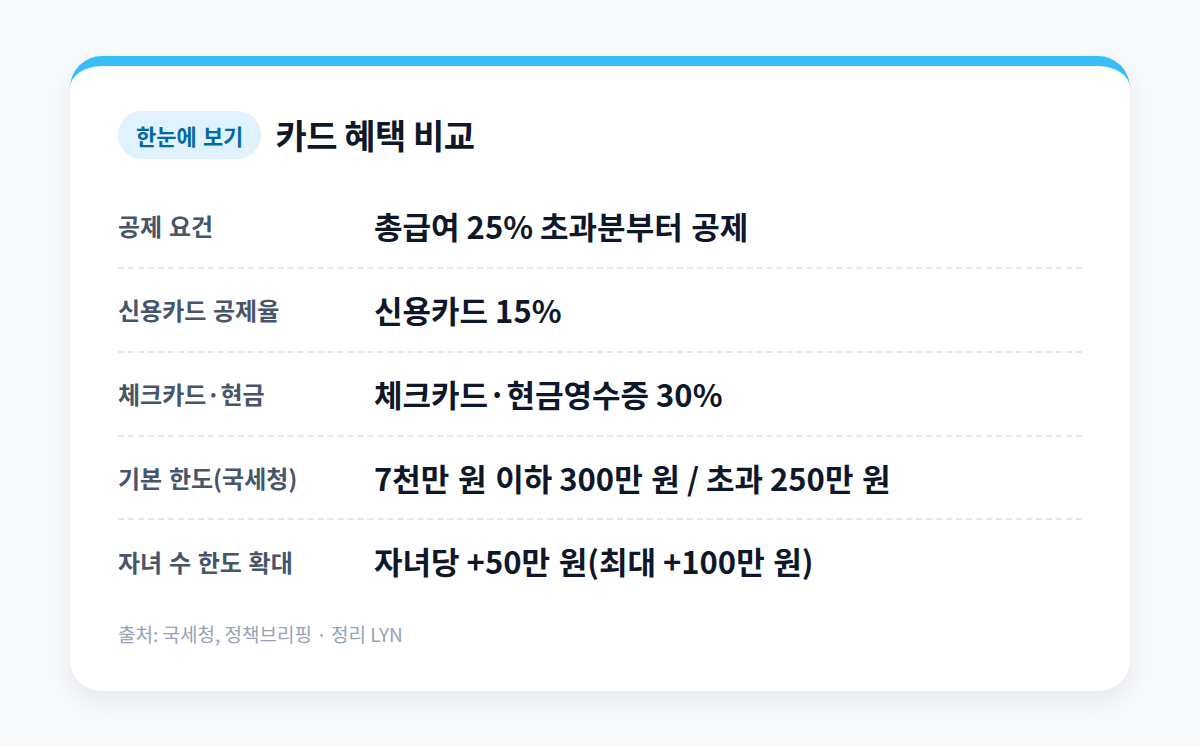 한눈에 보기 카드 혜택 비교
공제 요건 총급여 25% 초과분부터 공제
신용카드 공제율 신용카드 15%
체크카드·현금 체크카드·현금영수증 30%
기본 한도(국세청) 7천만 원 이하 300만 원 / 초과 250만 원
자녀 수 한도 확대 자녀당 +50만 원(최대 +100만 원)
출처: 국세청, 정책브리핑 · 정리 LYN